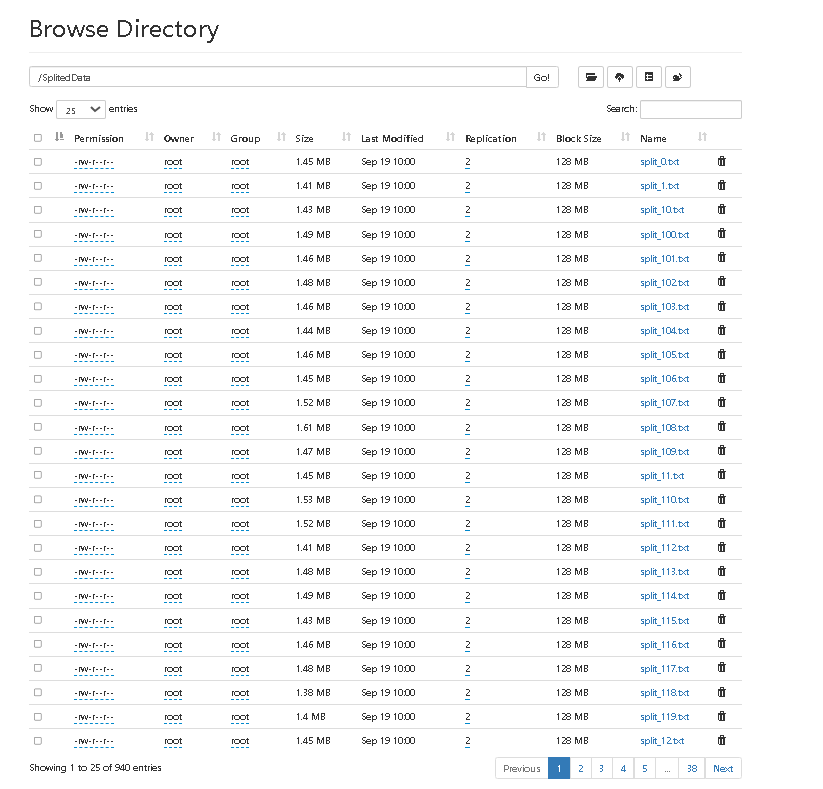 Browse Directory
/SplitedData Go!
Show 25 entries Search:
Permission Owner Group Size Last Modified Replication Block Size Name
-rw-r--r-- root root 1.45 MB Sep 19 10:00 2 128 MB split_0.txt
-rw-r--r-- root root 1.41 MB Sep 19 10:00 2 128 MB split_1.txt
-rw-r--r-- root root 1.43 MB Sep 19 10:00 2 128 MB split_10.txt
-rw-r--r-- root root 1.49 MB Sep 19 10:00 2 128 MB split_100.txt
-rw-r--r-- root root 1.46 MB Sep 19 10:00 2 128 MB split_101.txt
-rw-r--r-- root root 1.48 MB Sep 19 10:00 2 128 MB split_102.txt
-rw-r--r-- root root 1.46 MB Sep 19 10:00 2 128 MB split_103.txt
-rw-r--r-- root root 1.44 MB Sep 19 10:00 2 128 MB split_104.txt
-rw-r--r-- root root 1.46 MB Sep 19 10:00 2 128 MB split_105.txt
-rw-r--r-- root root 1.45 MB Sep 19 10:00 2 128 MB split_106.txt
-rw-r--r-- root root 1.52 MB Sep 19 10:00 2 128 MB split_107.txt
-rw-r--r-- root root 1.61 MB Sep 19 10:00 2 128 MB split_108.txt
-rw-r--r-- root root 1.47 MB Sep 19 10:00 2 128 MB split_109.txt
-rw-r--r-- root root 1.45 MB Sep 19 10:00 2 128 MB split_11.txt
-rw-r--r-- root root 1.53 MB Sep 19 10:00 2 128 MB split_110.txt
-rw-r--r-- root root 1.52 MB Sep 19 10:00 2 128 MB split_111.txt
-rw-r--r-- root root 1.41 MB Sep 19 10:00 2 128 MB split_112.txt
-rw-r--r-- root root 1.48 MB Sep 19 10:00 2 128 MB split_113.txt
-rw-r--r-- root root 1.49 MB Sep 19 10:00 2 128 MB split_114.txt
-rw-r--r-- root root 1.43 MB Sep 19 10:00 2 128 MB split_115.txt
-rw-r--r-- root root 1.46 MB Sep 19 10:00 2 128 MB split_116.txt
-rw-r--r-- root root 1.48 MB Sep 19 10:00 2 128 MB split_117.txt
-rw-r--r-- root root 1.38 MB Sep 19 10:00 2 128 MB split_118.txt
-rw-r--r-- root root 1.4 MB Sep 19 10:00 2 128 MB split_119.txt
-rw-r--r-- root root 1.45 MB Sep 19 10:00 2 128 MB split_12.txt
Showing 1 to 25 of 940 entries Previous 1 2 3 4 5 ... 38 Next